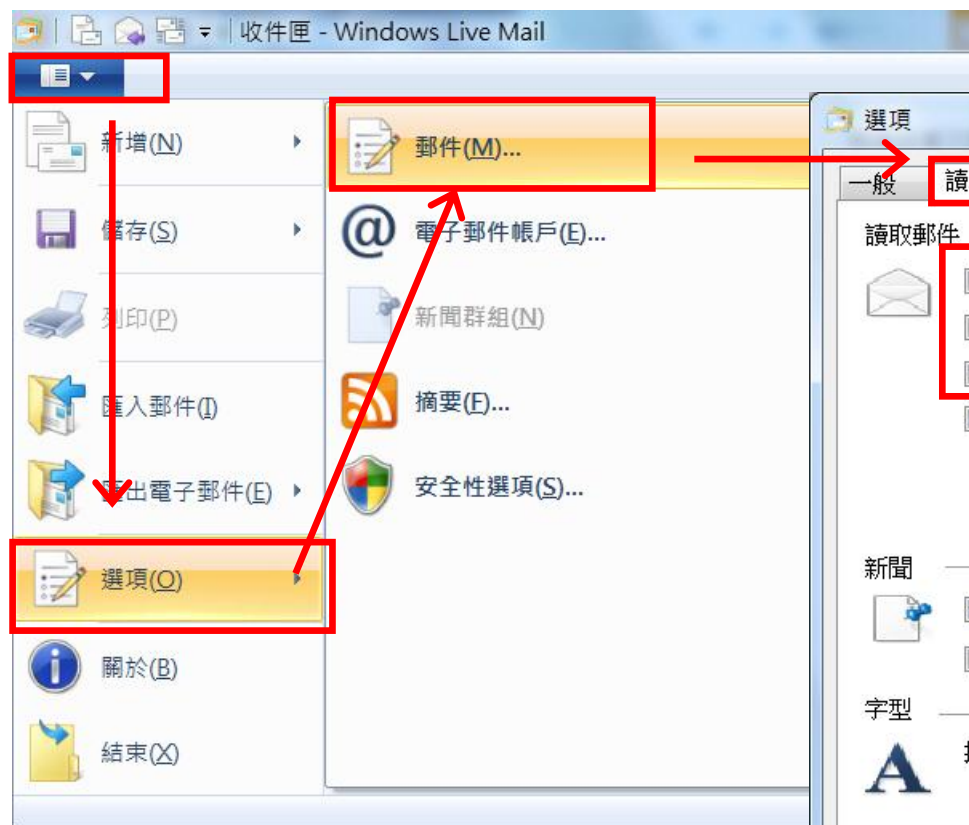 收件匣 - Windows Live Mail
新增(N)
儲存(S)
列印(P)
匯入郵件(I)
匯出電子郵件(E)
選項(O)
關於(B)
結束(X)
郵件(M)...
電子郵件帳戶(E)...
新聞群組(N)
摘要(F)...
安全性選項(S)...
選項
一般
讀
讀取郵件
新聞
字型
A